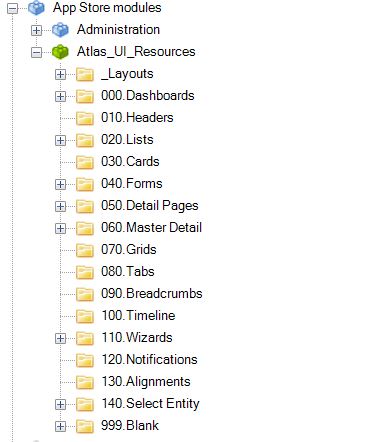 App Store modules
Administration
Atlas_UI_Resources
_Layouts
000.Dashboards
010.Headers
020.Lists
030.Cards
040.Forms
050.Detail Pages
060.Master Detail
070.Grids
080.Tabs
090.Breadcrumbs
100.Timeline
110.Wizards
120.Notifications
130.Alignments
140.Select Entity
999.Blank